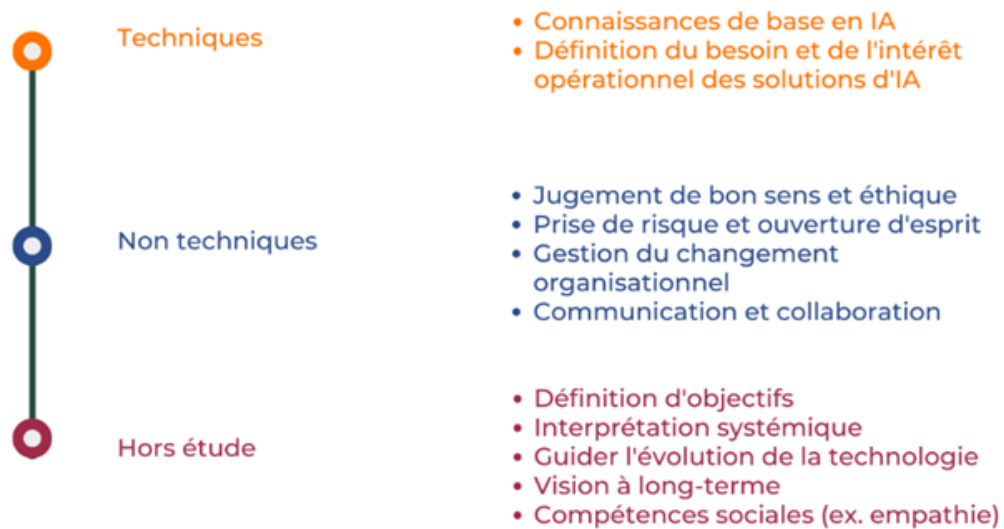 Techniques
• Connaissances de base en IA
• Définition du besoin et de l'intérêt
opérationnel des solutions d'IA
Non techniques
• Jugement de bon sens et éthique
• Prise de risque et ouverture d'esprit
• Gestion du changement
organisationnel
• Communication et collaboration
Hors étude
• Définition d'objectifs
• Interprétation systémique
• Guider l'évolution de la technologie
• Vision à long-terme
• Compétences sociales (ex. empathie)